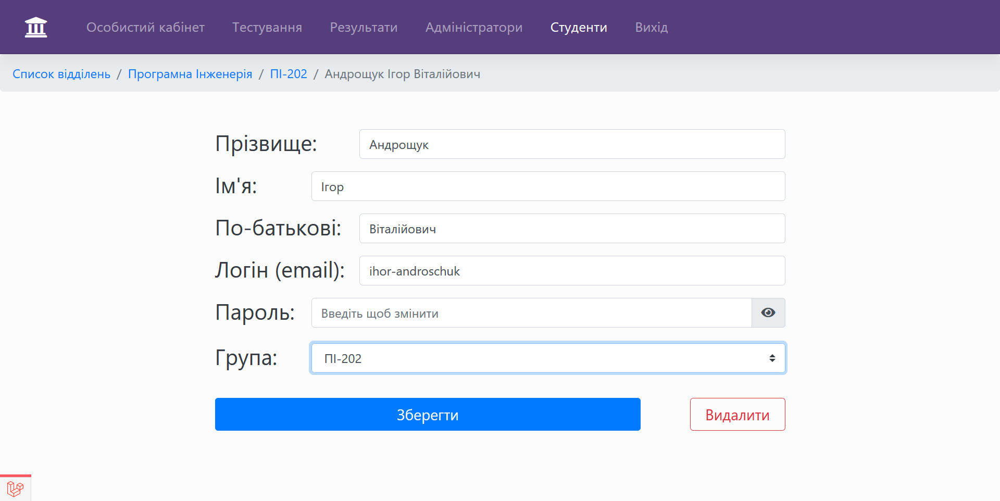 Особистий кабінет Тестування Результати Адміністратори Студенти Вихід
Список відділень / Програмна Інженерія / ПІ-202 / Андрощук Ігор Віталійович
Прізвище: Андрощук
Ім'я: Ігор
По-батькові: Віталійович
Логін (email): ihor-androschuk
Пароль: Введіть щоб змінити
Група: ПІ-202
Зберегти Видалити